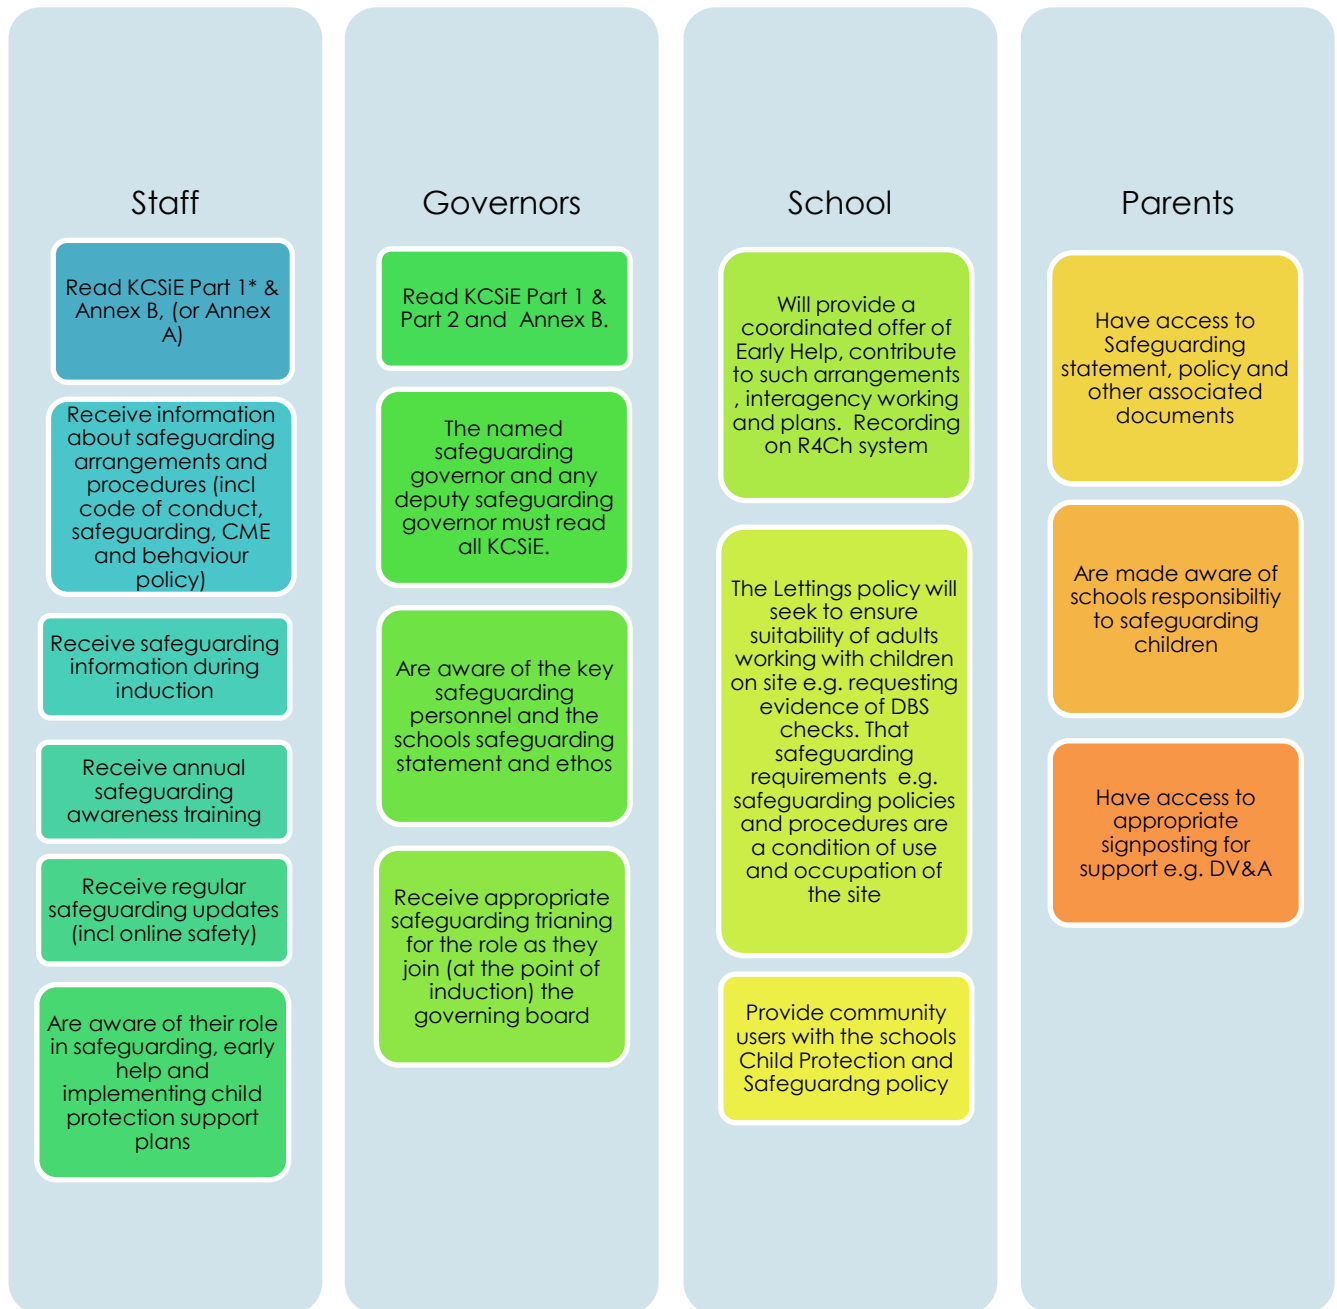 Staff
Read KCSiE Part 1* &
Annex B, (or Annex
A)
Receive information
about safeguarding
arrangements and
procedures (incl
code of conduct,
safeguarding, CME
and behaviour
policy)
Receive safeguarding
information during
induction
Receive annual
safeguarding
awareness training
Receive regular
safeguarding updates
(incl online safety)
Are aware of their role
in safeguarding, early
help and
implementing child
protection support
plans
Governors
Read KCSiE Part 1 &
Part 2 and Annex B.
The named
safeguarding
governor and any
deputy safeguarding
governor must read
all KCSiE.
Are aware of the key
safeguarding
personnel and the
schools safeguarding
statement and ethos
Receive appropriate
safeguarding trianing
for the role as they
join (at the point of
induction) the
governing board
School
Will provide a
coordinated offer of
Early Help, contribute
to such arrangements
, interagency working
and plans. Recording
on R4Ch system
The Lettings policy will
seek to ensure
suitability of adults
working with children
on site e.g. requesting
evidence of DBS
checks. That
safeguarding
requirements e.g.
safeguarding policies
and procedures are
a condition of use
and occupation of
the site
Provide community
users with the schools
Child Protection and
Safeguardng policy
Parents
Have access to
Safeguarding
statement, policy and
other associated
documents
Are made aware of
schools responsibiltiy
to safeguarding
children
Have access to
appropriate
signposting for
support e.g. DV&A